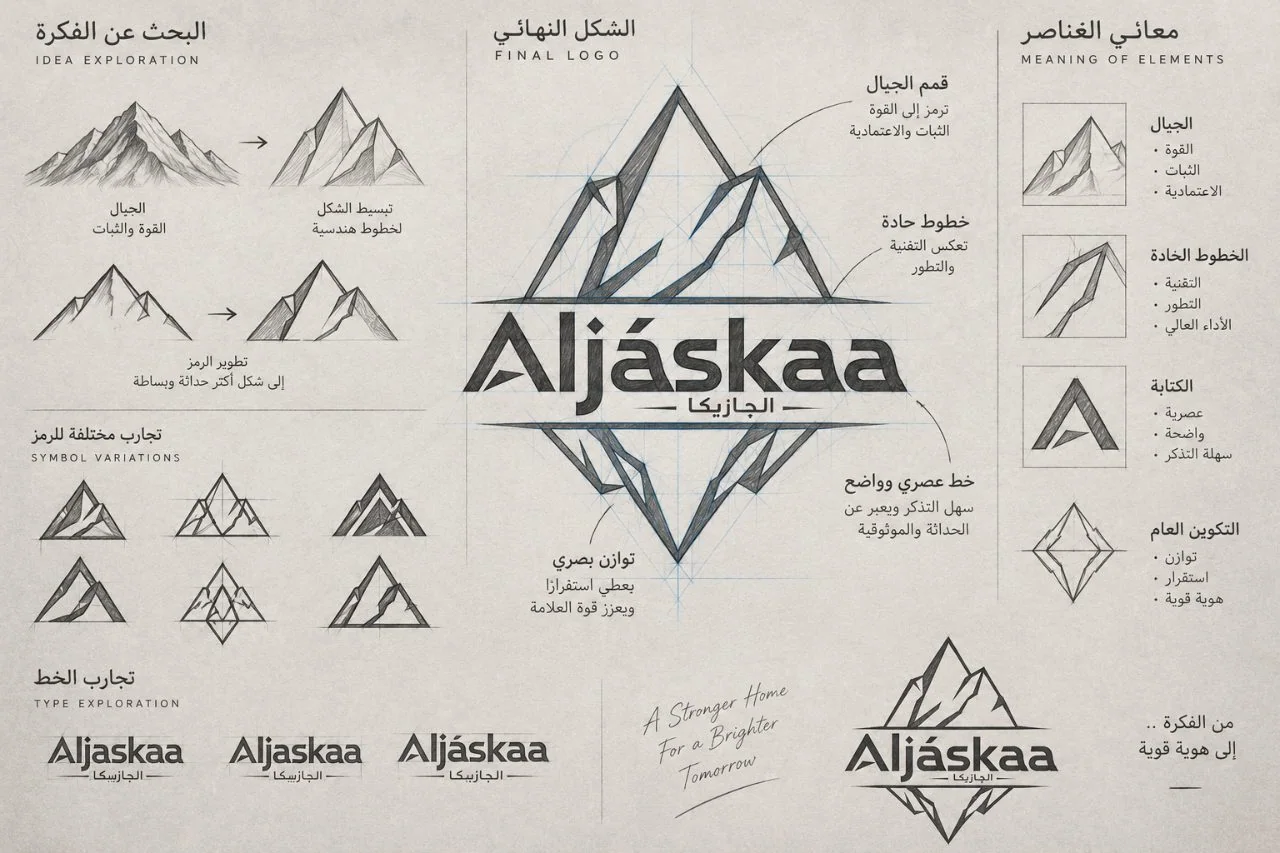 البحث عن الفكرة
IDEA EXPLORATION
الجيال
القوة والثبات
تبسيط الشكل
لخطوط هندسية
تطوير الرمز
إلى شكل أكثر حداثة وبساطة
تجارب مختلفة للرمز
SYMBOL VARIATIONS
تجارب الخط
TYPE EXPLORATION
Aljaskaa
الجازيكا
Aljaskaa
الجازيكا
Aljáskaa
الجازيكا
الشكل النهائي
FINAL LOGO
قمم الجيال
ترمز إلى القوة
الثبات والاعتمادية
خطوط حادة
تعكس التفنية
والتطور
Aljáskaa
الجازيكا
خط عصري وواضح
سهل التذكر ويعبر عن
الحداثة والموثوقية
توازن بصري
يعطي استفرارًا
ويعزز قوة العلامة
معائي الغناصر
MEANING OF ELEMENTS
الجيال
• القوة
• الثبات
• الاعتمادية
الخطوط الخادة
• التقنية
• التطور
• الأداء العالي
الكتابة
• عصرية
• واضحة
• سهلة التذكر
التكوين العام
• توازن
• استقرار
• هوية قوية
A Stronger Home
For a Brighter
Tomorrow
Aljáskaa
الجازيكا
من الفكرة ..
إلى هوية قوية